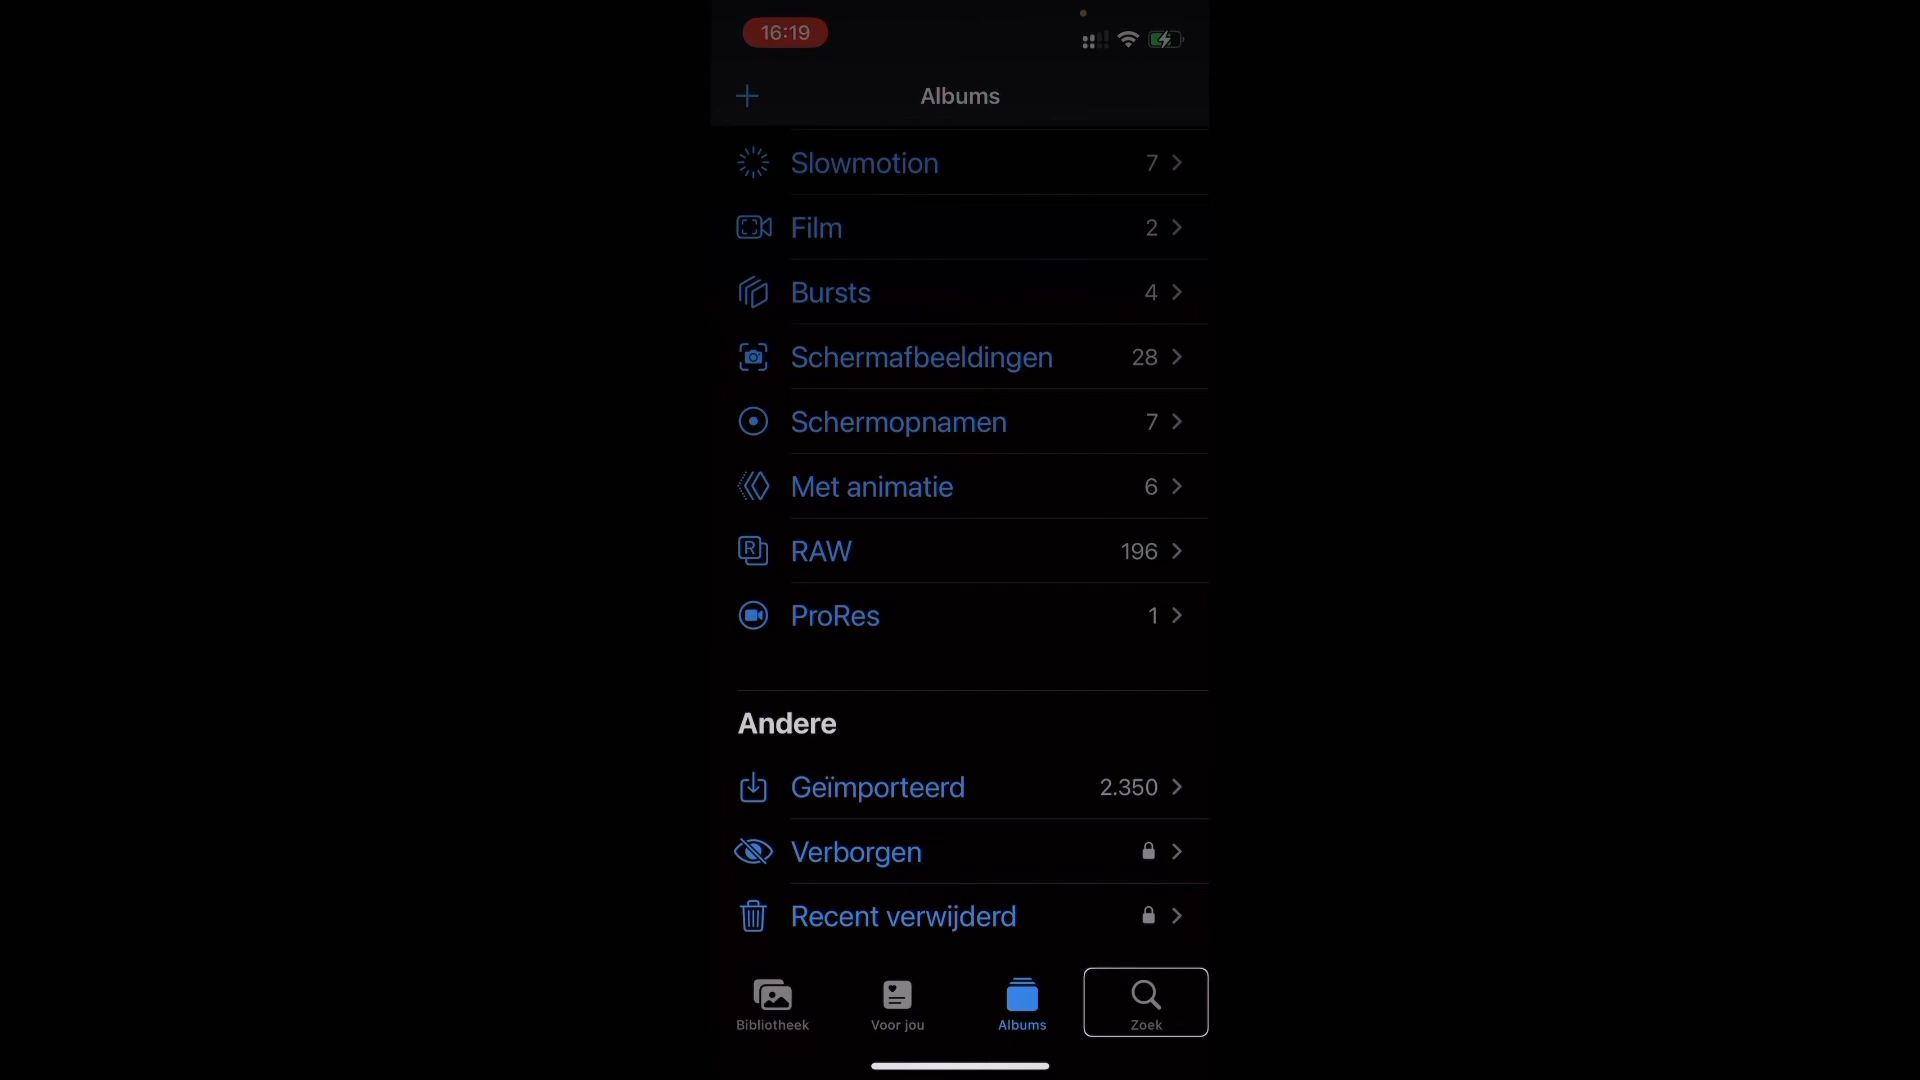 16:19
Albums
Slowmotion 7
Film 2
Bursts 4
Schermafbeeldingen 28
Schermopnamen 7
Met animatie 6
RAW 196
ProRes 1
Andere
Geïmporteerd 2.350
Verborgen
Recent verwijderd
Bibliotheek Voor jou Albums Zoek